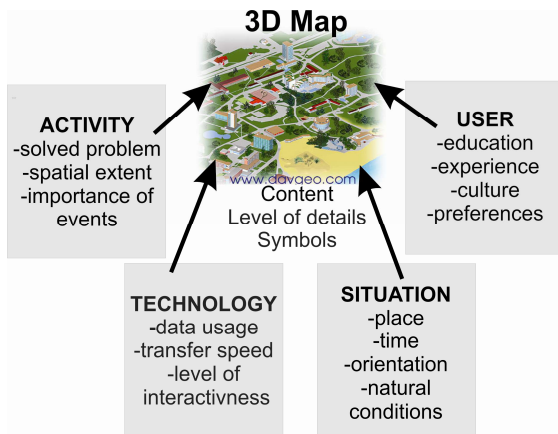 3D Map
ACTIVITY
-solved problem
-spatial extent
-importance of
events
USER
-education
-experience
-culture
-preferences
www.davaeo.com
Content
Level of details
Symbols
TECHNOLOGY
-data usage
-transfer speed
-level of
interactivness
SITUATION
-place
-time
-orientation
-natural
conditions